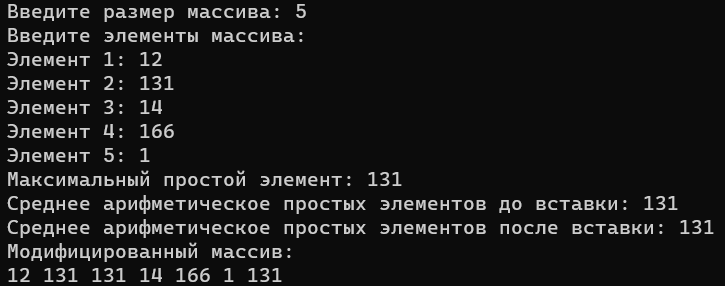 Введите размер массива: 5
Введите элементы массива:
Элемент 1: 12
Элемент 2: 131
Элемент 3: 14
Элемент 4: 166
Элемент 5: 1
Максимальный простой элемент: 131
Среднее арифметическое простых элементов до вставки: 131
Среднее арифметическое простых элементов после вставки: 131
Модифицированный массив:
12 131 131 14 166 1 131